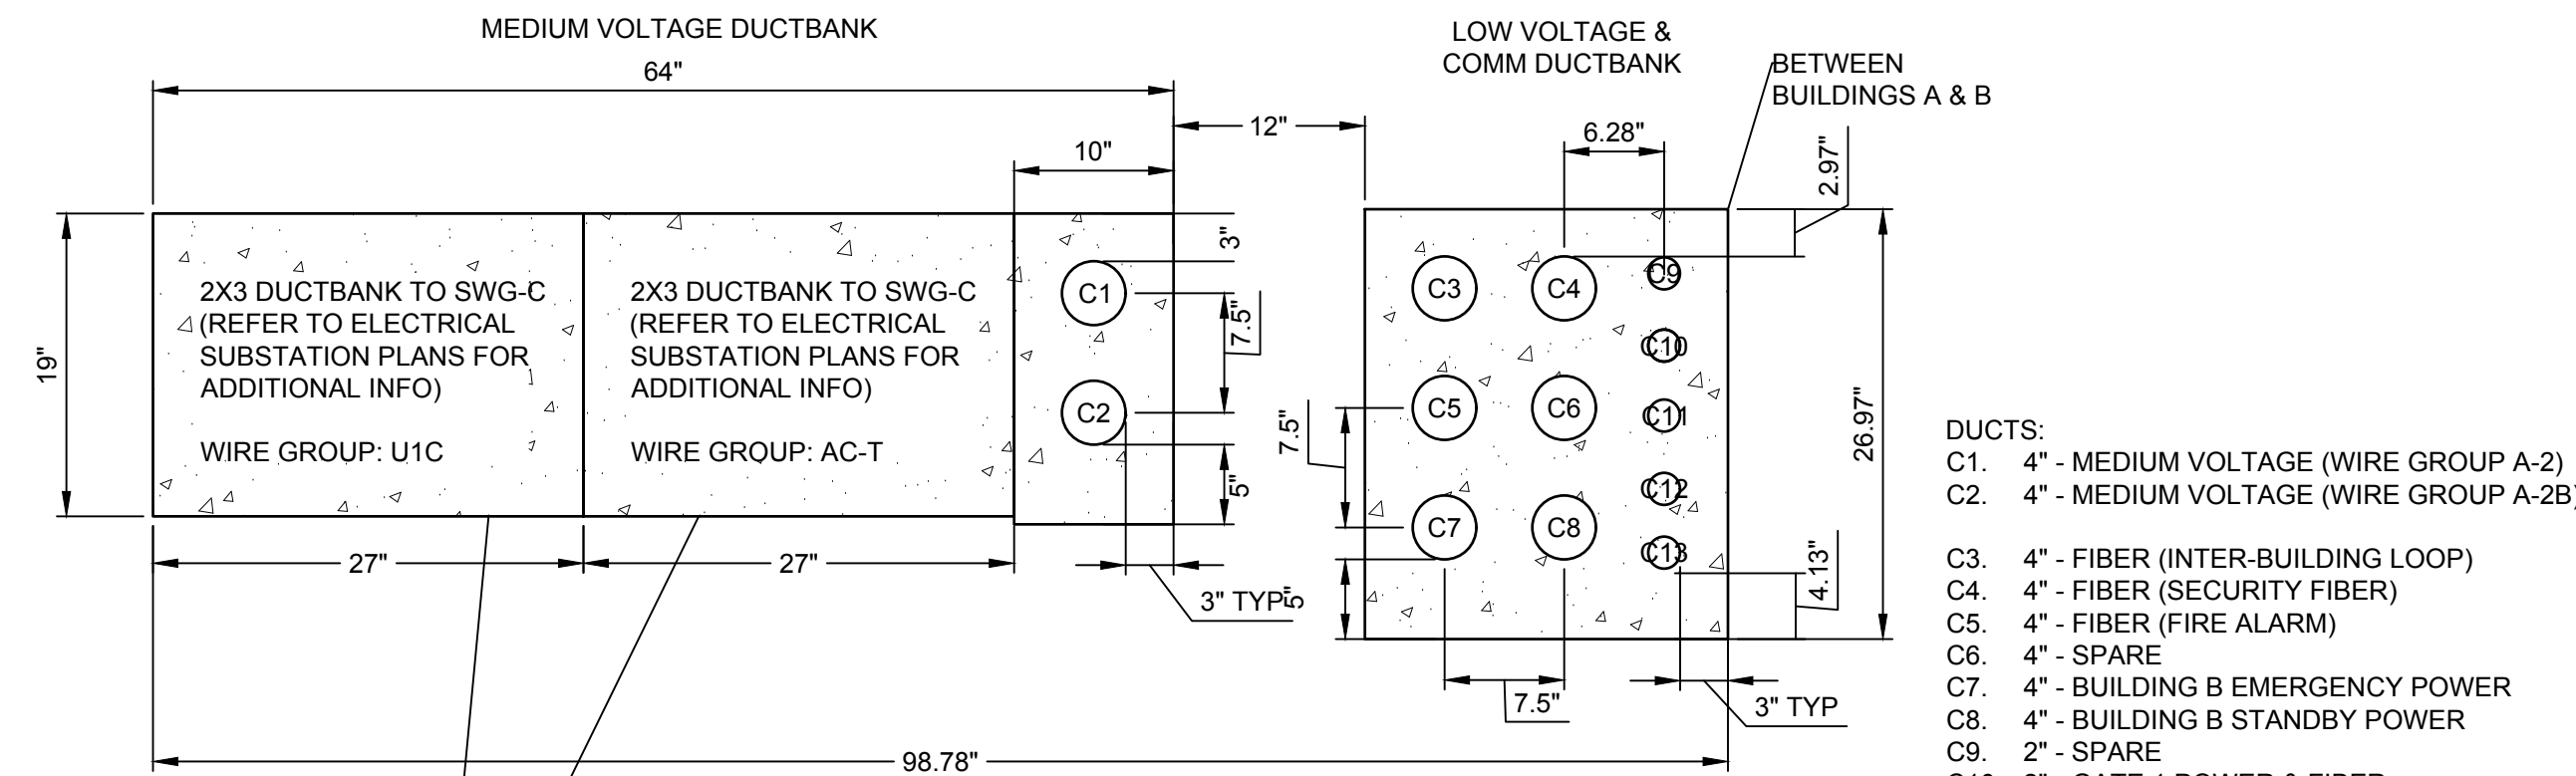 MEDIUM VOLTAGE DUCTBANK
64"
LOW VOLTAGE &
COMM DUCTBANK
BETWEEN
BUILDINGS A & B
12"
10"
6.28"
2.97"
19"
2X3 DUCTBANK TO SWG-C
(REFER TO ELECTRICAL
SUBSTATION PLANS FOR
ADDITIONAL INFO)
WIRE GROUP: U1C
2X3 DUCTBANK TO SWG-C
(REFER TO ELECTRICAL
SUBSTATION PLANS FOR
ADDITIONAL INFO)
WIRE GROUP: AC-T
C1
C2
3"
7.5"
5"
27"
27"
3" TYP
C3
C4
C9
C10
C5
C6
C11
C12
C7
C8
C13
7.5"
5"
7.5"
3" TYP
4.13"
26.97"
98.78"
DUCTS:
C1. 4" - MEDIUM VOLTAGE (WIRE GROUP A-2)
C2. 4" - MEDIUM VOLTAGE (WIRE GROUP A-2B)
C3. 4" - FIBER (INTER-BUILDING LOOP)
C4. 4" - FIBER (SECURITY FIBER)
C5. 4" - FIBER (FIRE ALARM)
C6. 4" - SPARE
C7. 4" - BUILDING B EMERGENCY POWER
C8. 4" - BUILDING B STANDBY POWER
C9. 2" - SPARE
C10. 2" - GATE 1 POWER & FIBER